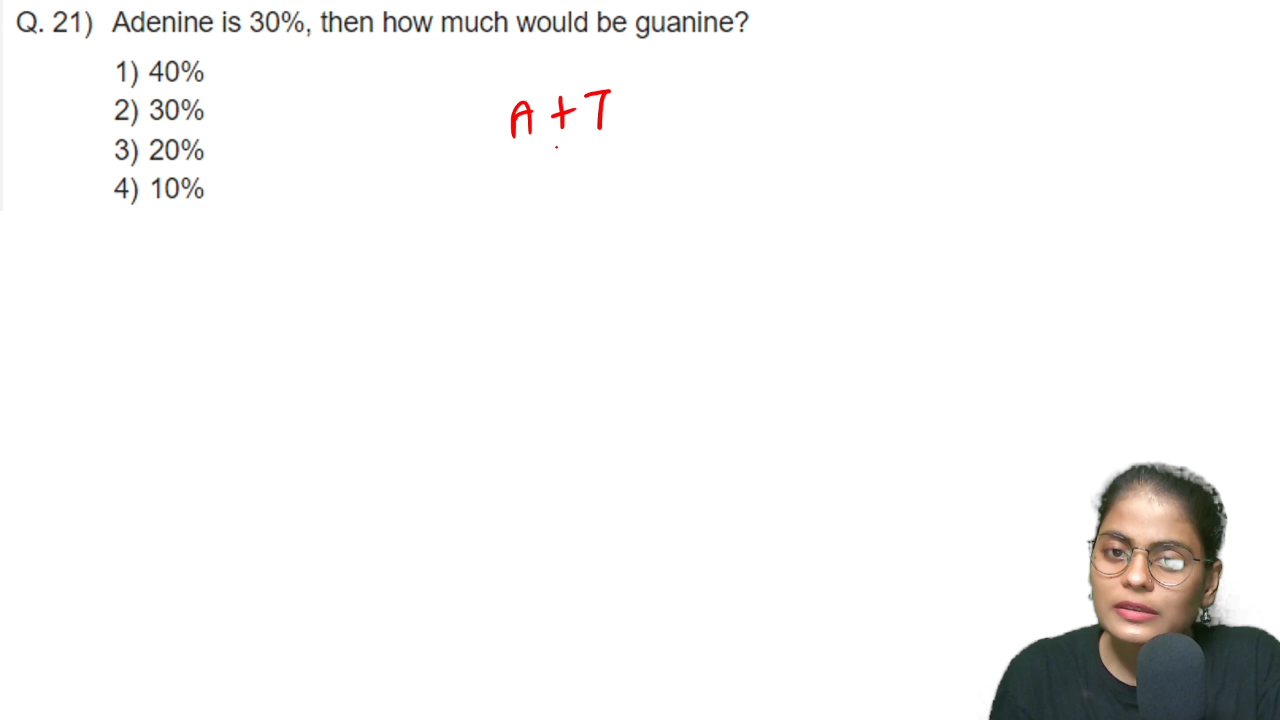 Q. 21) Adenine is 30%, then how much would be guanine?
1) 40%
2) 30%
3) 20%
4) 10%
A + T